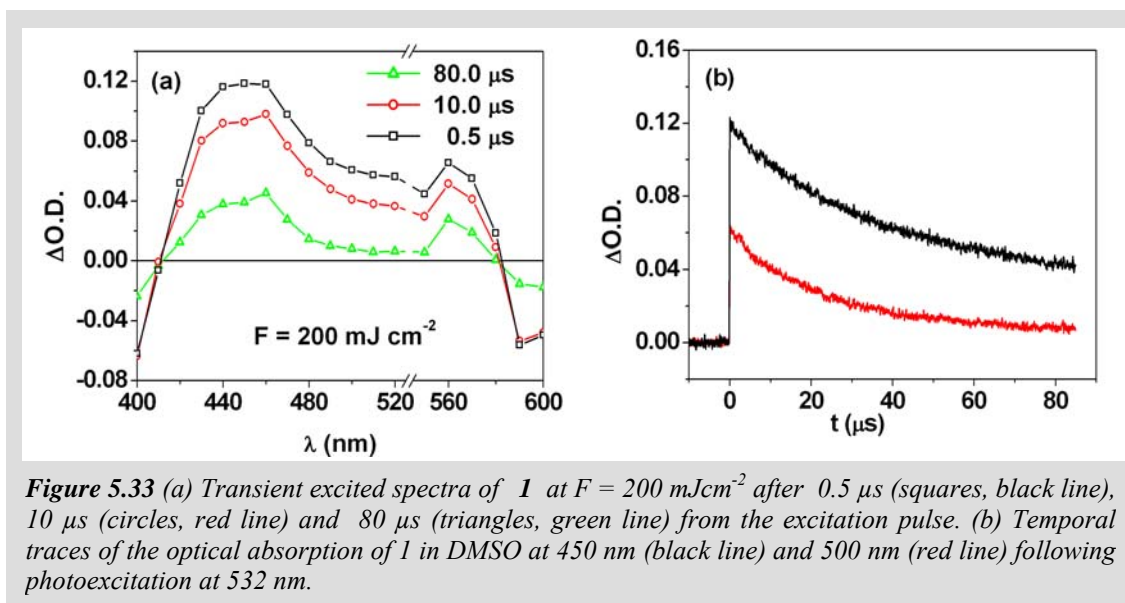 (a)
80.0 µs
10.0 µs
0.5 µs
F = 200 mJ cm-2
ΔO.D.
0.12
0.08
0.04
0.00
-0.04
-0.08
400 440 480 520 560 600
λ (nm)
(b)
ΔO.D.
0.16
0.12
0.08
0.04
0.00
0 20 40 60 80
t (µs)
Figure 5.33 (a) Transient excited spectra of 1 at F = 200 mJcm-2 after 0.5 µs (squares, black line),
10 µs (circles, red line) and 80 µs (triangles, green line) from the excitation pulse. (b) Temporal
traces of the optical absorption of 1 in DMSO at 450 nm (black line) and 500 nm (red line) following
photoexcitation at 532 nm.